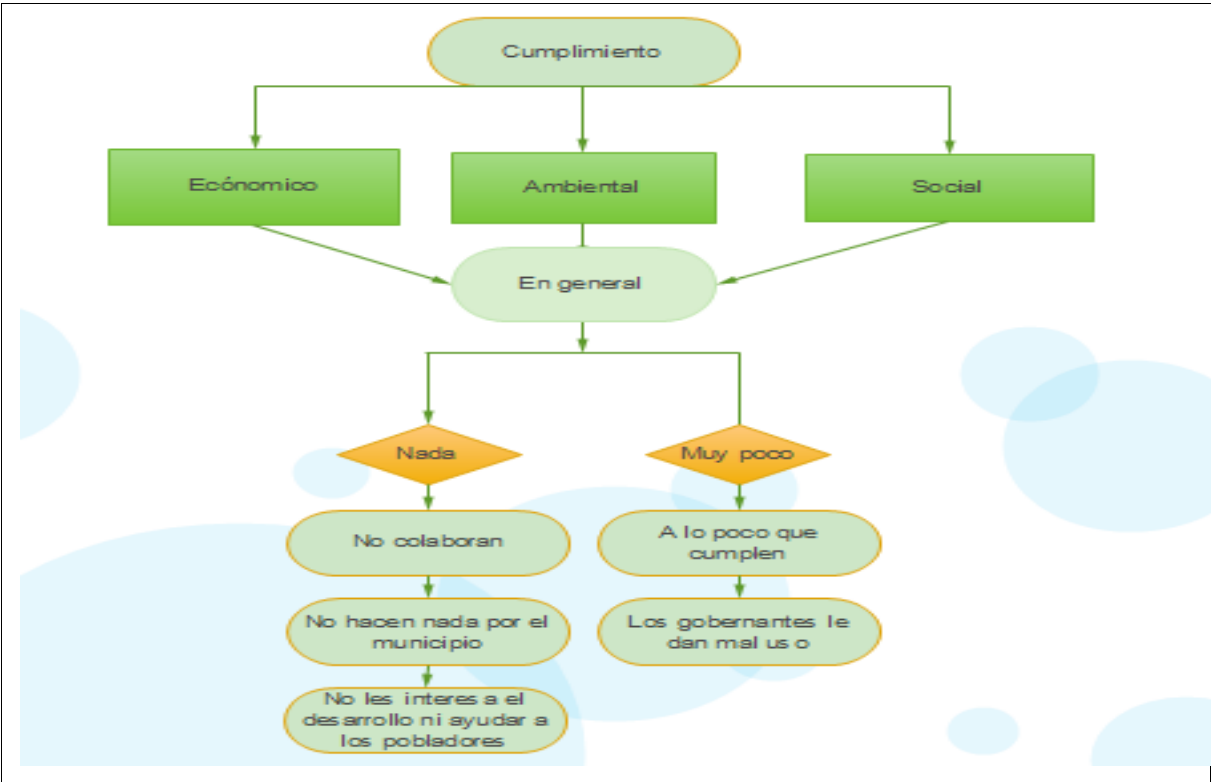 Cumplimiento
Ecónomico
Ambiental
Social
En general
Nada
Muy poco
No colaboran
A lo poco que
cumplen
No hacen nada por el
municipio
Los gobernantes le
dan mal uso
No les interesa el
desarrollo ni ayudar a
los pobladores